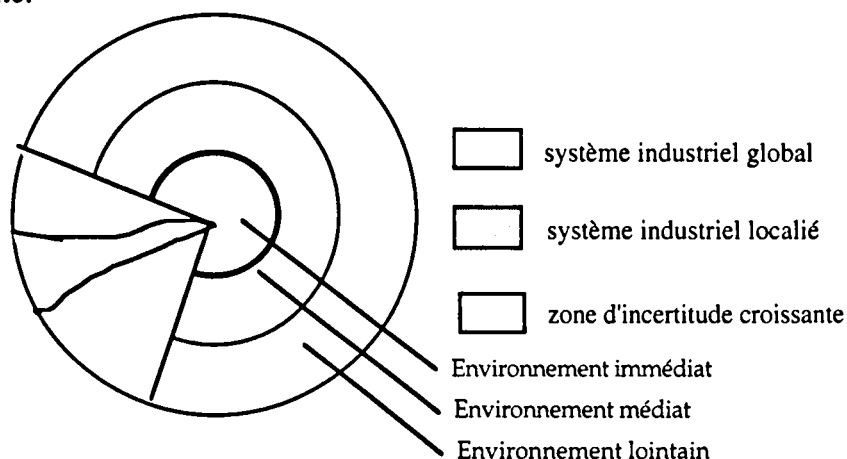 système industriel global
système industriel localié
zone d'incertitude croissante
Environnement immédiat
Environnement médiat
Environnement lointain